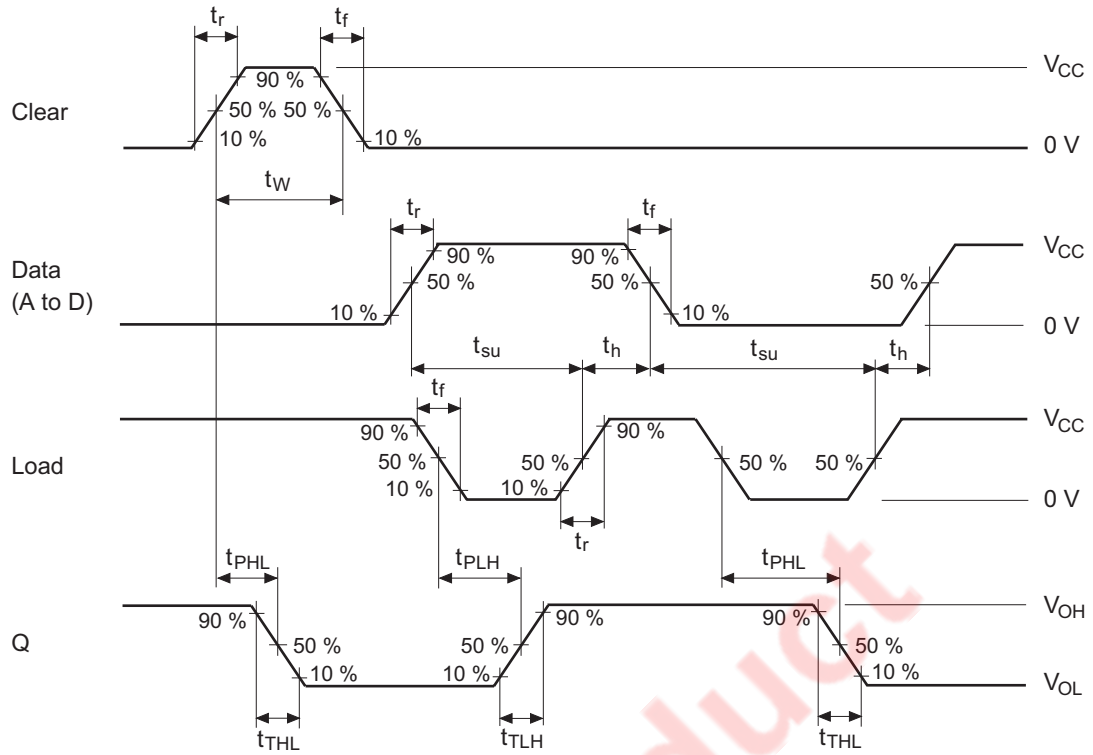 tr tf
90 % VCC
Clear 50 % 50 %
10 % 10 % 0 V
tW
tr tf
90 % 90 % VCC
Data
(A to D)
50 % 50 % 50 %
10 % 10 % 0 V
tsu th tsu th
tf
90 % 90 % VCC
Load 50 % 50 % 50 % 50 %
10 % 10 % 0 V
tr
tPHL tPLH tPHL
90 % 90 % 90 % VOH
Q 50 % 50 % 50 %
10 % 10 % 10 % VOL
tTHL tTLH tTHL
duct